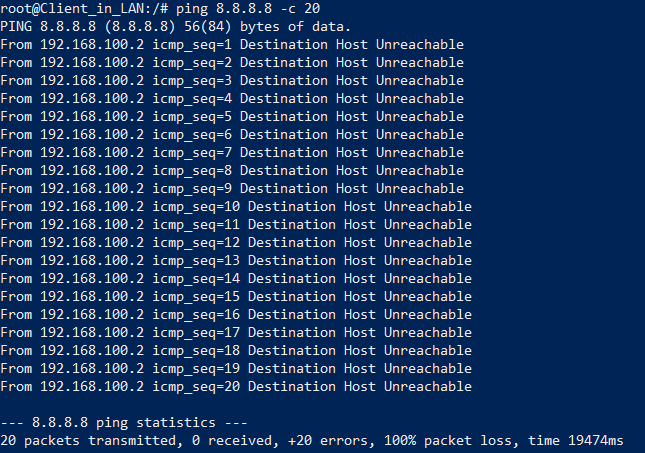 root@Client_in_LAN:/# ping 8.8.8.8 -c 20
PING 8.8.8.8 (8.8.8.8) 56(84) bytes of data.
From 192.168.100.2 icmp_seq=1 Destination Host Unreachable
From 192.168.100.2 icmp_seq=2 Destination Host Unreachable
From 192.168.100.2 icmp_seq=3 Destination Host Unreachable
From 192.168.100.2 icmp_seq=4 Destination Host Unreachable
From 192.168.100.2 icmp_seq=5 Destination Host Unreachable
From 192.168.100.2 icmp_seq=6 Destination Host Unreachable
From 192.168.100.2 icmp_seq=7 Destination Host Unreachable
From 192.168.100.2 icmp_seq=8 Destination Host Unreachable
From 192.168.100.2 icmp_seq=9 Destination Host Unreachable
From 192.168.100.2 icmp_seq=10 Destination Host Unreachable
From 192.168.100.2 icmp_seq=11 Destination Host Unreachable
From 192.168.100.2 icmp_seq=12 Destination Host Unreachable
From 192.168.100.2 icmp_seq=13 Destination Host Unreachable
From 192.168.100.2 icmp_seq=14 Destination Host Unreachable
From 192.168.100.2 icmp_seq=15 Destination Host Unreachable
From 192.168.100.2 icmp_seq=16 Destination Host Unreachable
From 192.168.100.2 icmp_seq=17 Destination Host Unreachable
From 192.168.100.2 icmp_seq=18 Destination Host Unreachable
From 192.168.100.2 icmp_seq=19 Destination Host Unreachable
From 192.168.100.2 icmp_seq=20 Destination Host Unreachable
--- 8.8.8.8 ping statistics ---
20 packets transmitted, 0 received, +20 errors, 100% packet loss, time 19474ms